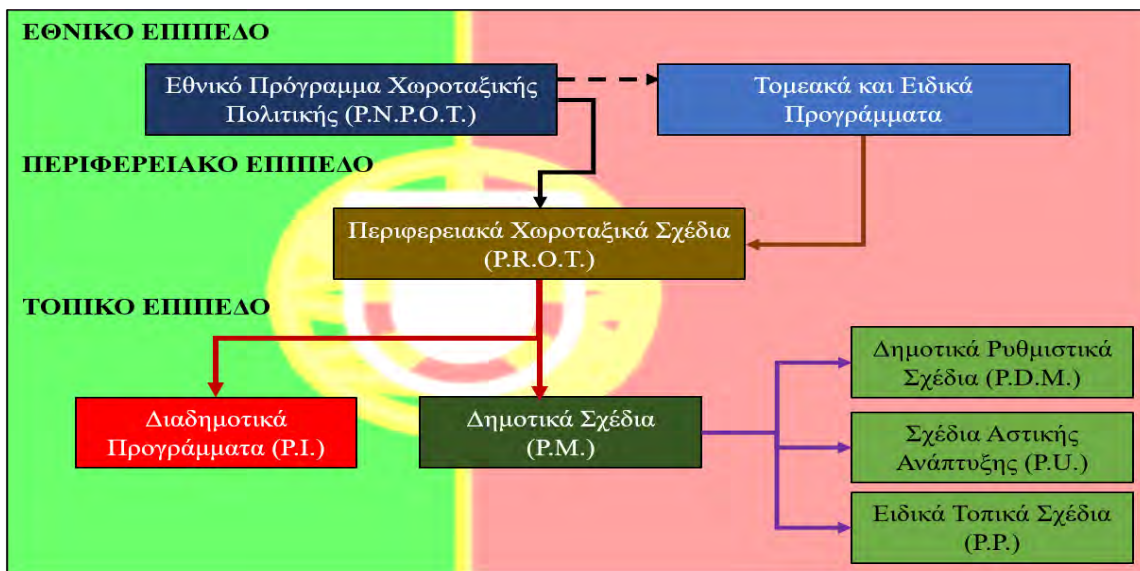 ΕΘΝΙΚΟ ΕΠΙΠΕΔΟ
Εθνικό Πρόγραμμα Χωροταξικής
Πολιτικής (P.N.P.O.T.)
Τομεακά και Ειδικά
Προγράμματα
ΠΕΡΙΦΕΡΕΙΑΚΟ ΕΠΙΠΕΔΟ
Περιφερειακά Χωροταξικά Σχέδια
(P.R.O.T.)
ΤΟΠΙΚΟ ΕΠΙΠΕΔΟ
Διαδημοτικά
Προγράμματα (P.I.)
Δημοτικά Σχέδια
(P.M.)
Δημοτικά Ρυθμιστικά
Σχέδια (P.D.M.)
Σχέδια Αστικής
Ανάπτυξης (P.U.)
Ειδικά Τοπικά Σχέδια
(P.P.)